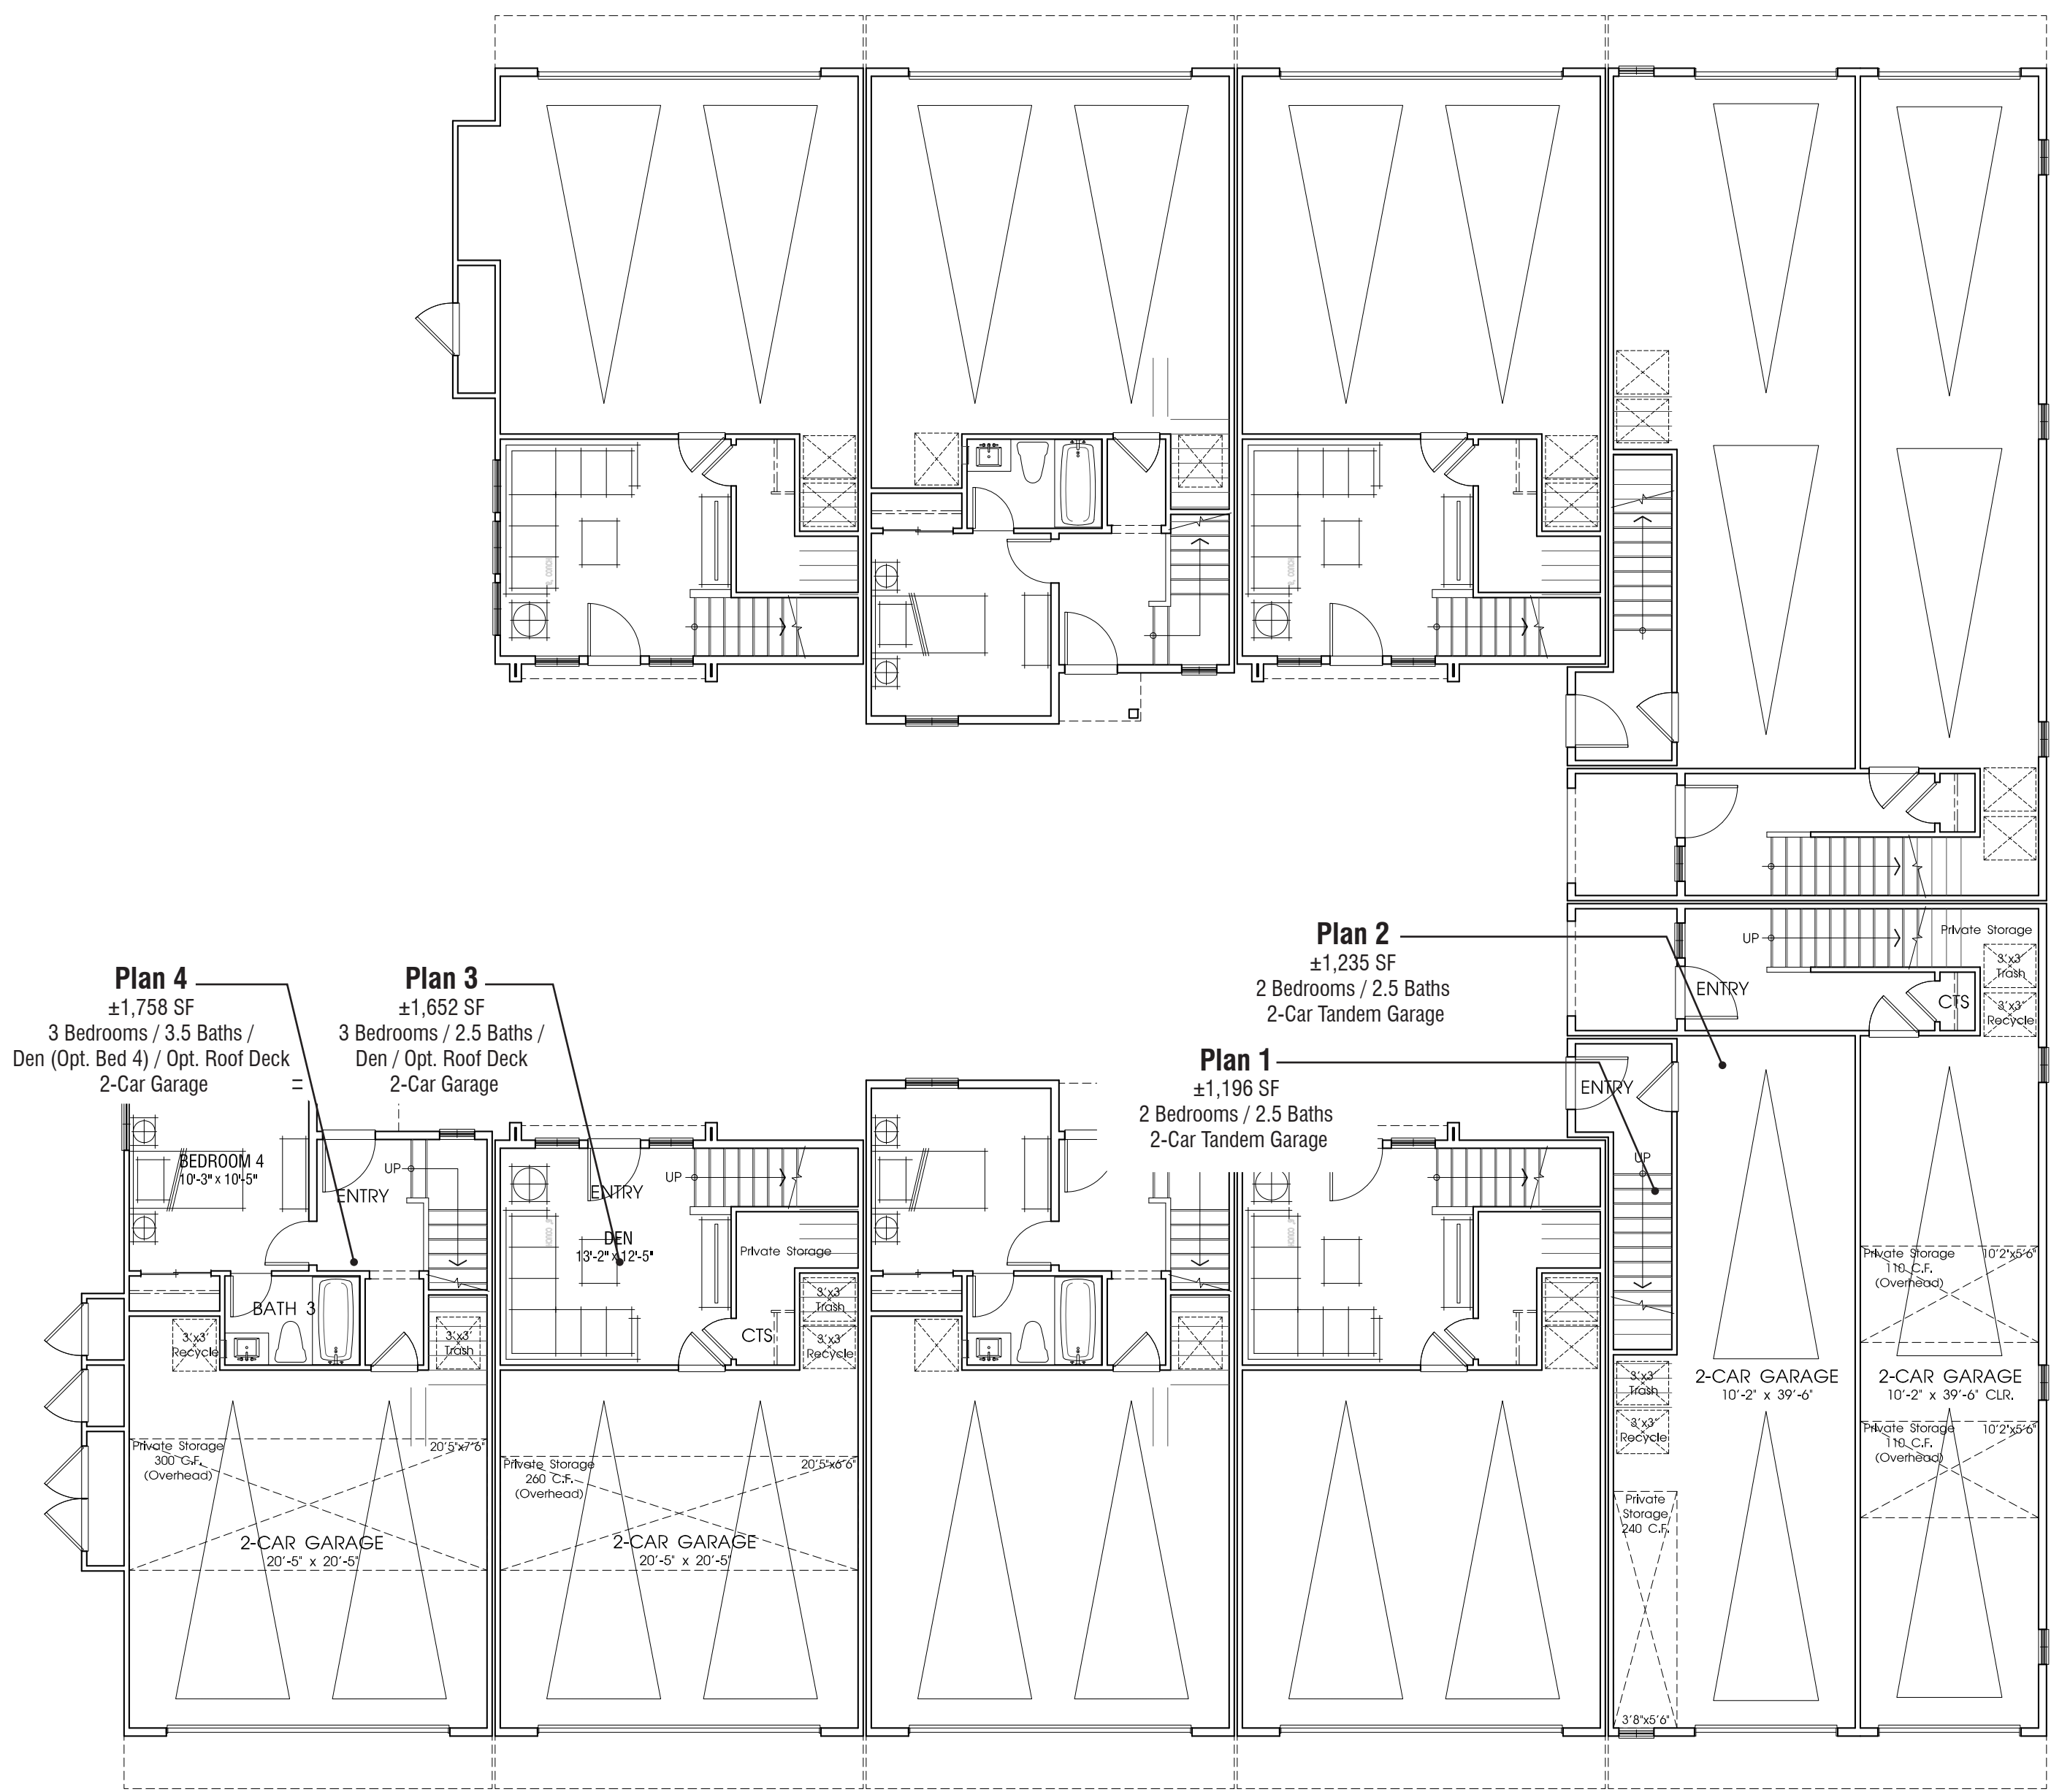 Plan 2
±1,235 SF
2 Bedrooms / 2.5 Baths
2-Car Tandem Garage
UP
Private Storage
3'x3'
Trash
ENTRY
CTS
3'x3'
Recycle
Plan 4
±1,758 SF
3 Bedrooms / 3.5 Baths /
Den (Opt. Bed 4) / Opt. Roof Deck
2-Car Garage
Plan 3
±1,652 SF
3 Bedrooms / 2.5 Baths /
Den / Opt. Roof Deck
2-Car Garage
Plan 1
±1,196 SF
2 Bedrooms / 2.5 Baths
2-Car Tandem Garage
ENTRY
UP
BEDROOM 4
10'-3" x 10'-5"
UP
ENTRY
BATH 3
3'x3'
Recycle
3'x3'
Trash
Private Storage
300 C.F.
(Overhead)
20'5"x7'6"
2-CAR GARAGE
20'-5" x 20'-5"
ENTRY
UP
DEN
13'-2" x 12'-5"
Private Storage
3'x3'
Trash
CTS
3'x3'
Recycle
Private Storage
260 C.F.
(Overhead)
20'5"x6'6"
2-CAR GARAGE
20'-5" x 20'-5"
3'x3'
Trash
3'x3'
Recycle
2-CAR GARAGE
10'-2" x 39'-6"
Private
Storage
240 C.F.
3'8"x5'6"
Private Storage
110 C.F.
(Overhead)
10'2"x5'6"
2-CAR GARAGE
10'-2" x 39'-6" CLR.
Private Storage
110 C.F.
(Overhead)
10'2"x5'6"